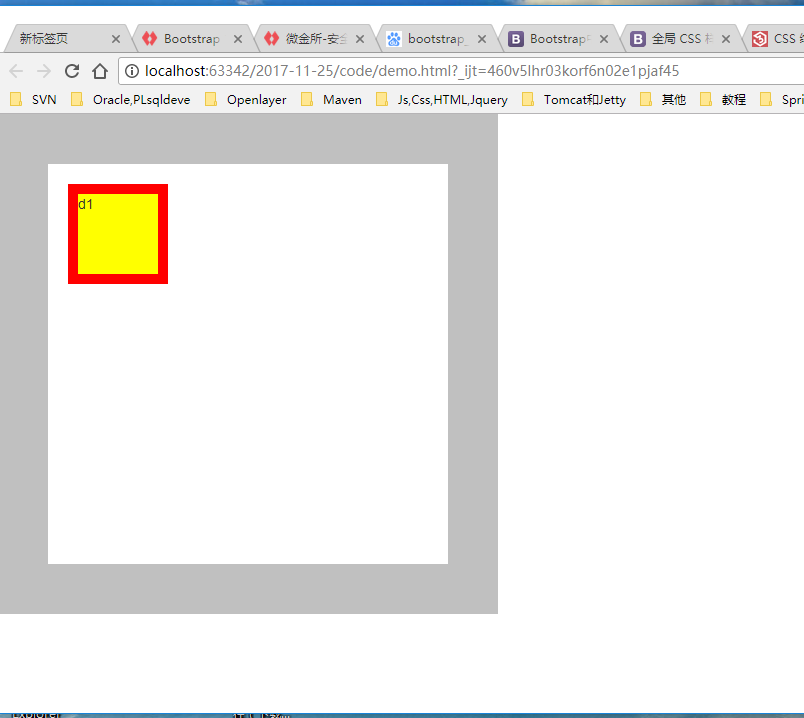 新标签页 Bootstrap 微金所-安全 bootstrap_ Bootstrap 全局 CSS CSS
localhost:63342/2017-11-25/code/demo.html?_ijt=460v5lhr03korf6n02e1pjaf45
SVN Oracle,PLsqldeve Openlayer Maven Js,Css,HTML,Jquery Tomcat和Jetty 其他 教程 Spri
d1